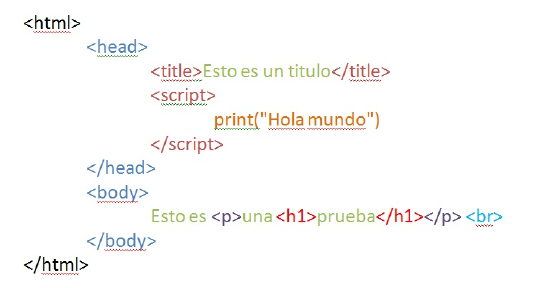 <html>
<head>
<title>Esto es un titulo</title>
<script>
print("Hola mundo")
</script>
</head>
<body>
Esto es <p>una <h1>prueba</h1></p> <br>
</body>
</html>